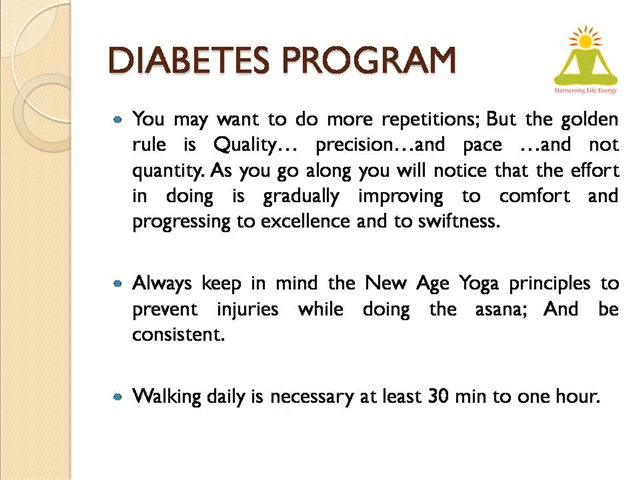 DIABETES PROGRAM
Harnessing Life Energy
You may want to do more repetitions; But the golden
rule is Quality… precision…and pace …and not
quantity. As you go along you will notice that the effort
in doing is gradually improving to comfort and
progressing to excellence and to swiftness.
Always keep in mind the New Age Yoga principles to
prevent injuries while doing the asana; And be
consistent.
Walking daily is necessary at least 30 min to one hour.